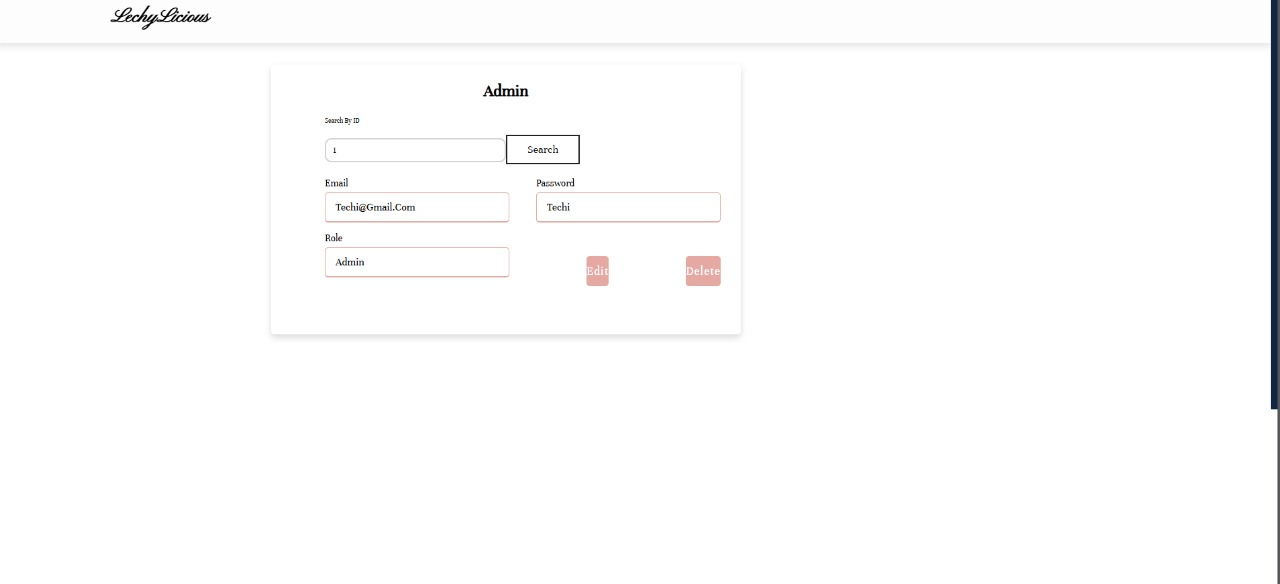 LechyLicious
Admin
Search By ID
1
Search
Email
Password
Techi@Gmail.Com
Techi
Role
Admin
Edit
Delete